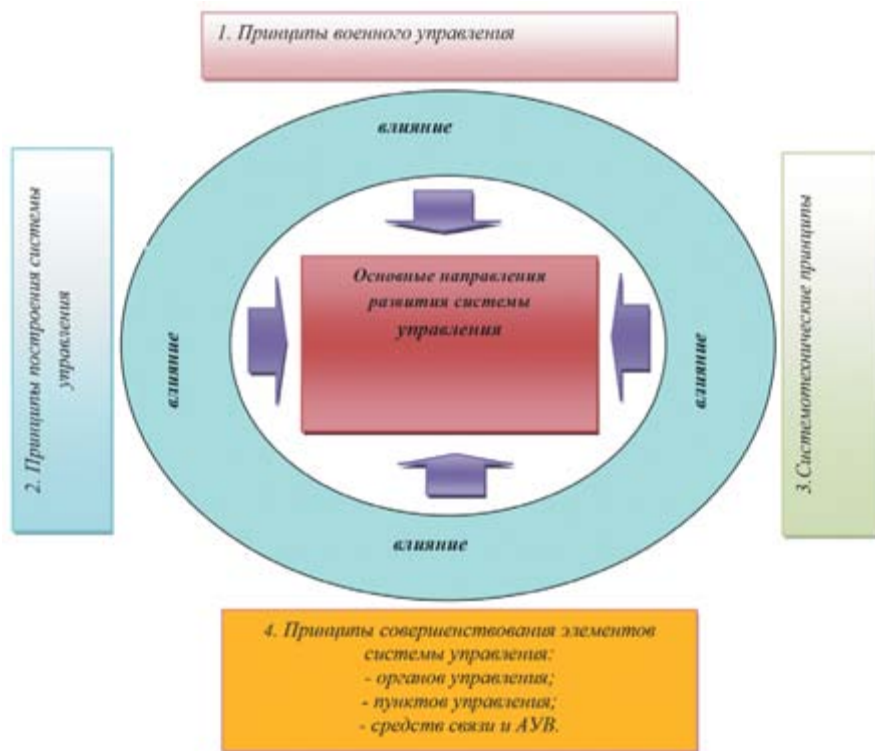 1. Принципы военного управления
влияние
2. Принципы построения системы
управления
влияние
Основные направления
развития системы
управления
влияние
3.Системотехнические принципы
влияние
4. Принципы совершенствования элементов
системы управления:
- органов управления;
- пунктов управления;
- средств связи и АУВ.